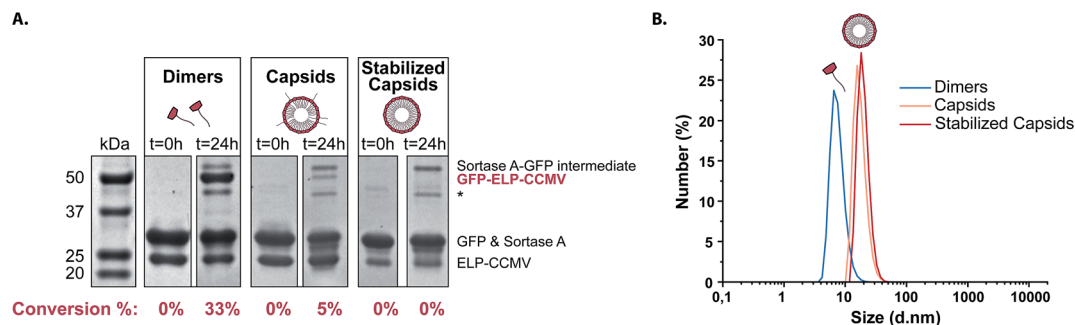 A.
Dimers
Capsids
Stabilized
Capsids
kDa
t=0h
t=24h
t=0h
t=24h
t=0h
t=24h
50
37
25
20
Sortase A-GFP intermediate
GFP-ELP-CCMV
*
GFP & Sortase A
ELP-CCMV
Conversion %: 0% 33% 0% 5% 0% 0%
B.
Number (%)
30
25
20
15
10
5
0
0,1 1 10 100 1000 10000
Size (d.nm)
Dimers
Capsids
Stabilized Capsids